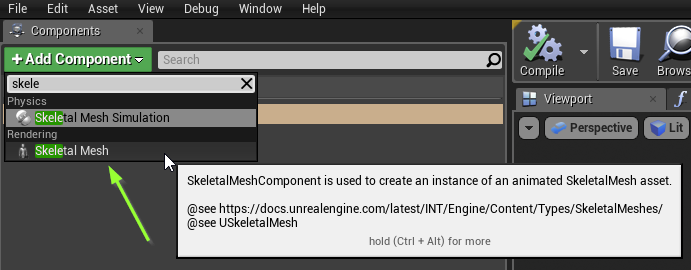 File Edit Asset View Debug Window Help
Components
+Add Component
Search
Compile
Save
Brows
skele
Physics
Skeletal Mesh Simulation
Rendering
Skeletal Mesh
Viewport
Perspective
Lit
SkeletalMeshComponent is used to create an instance of an animated SkeletalMesh asset.
@see https://docs.unrealengine.com/latest/INT/Engine/Content/Types/SkeletalMeshes/
@see USkeletalMesh
hold (Ctrl + Alt) for more